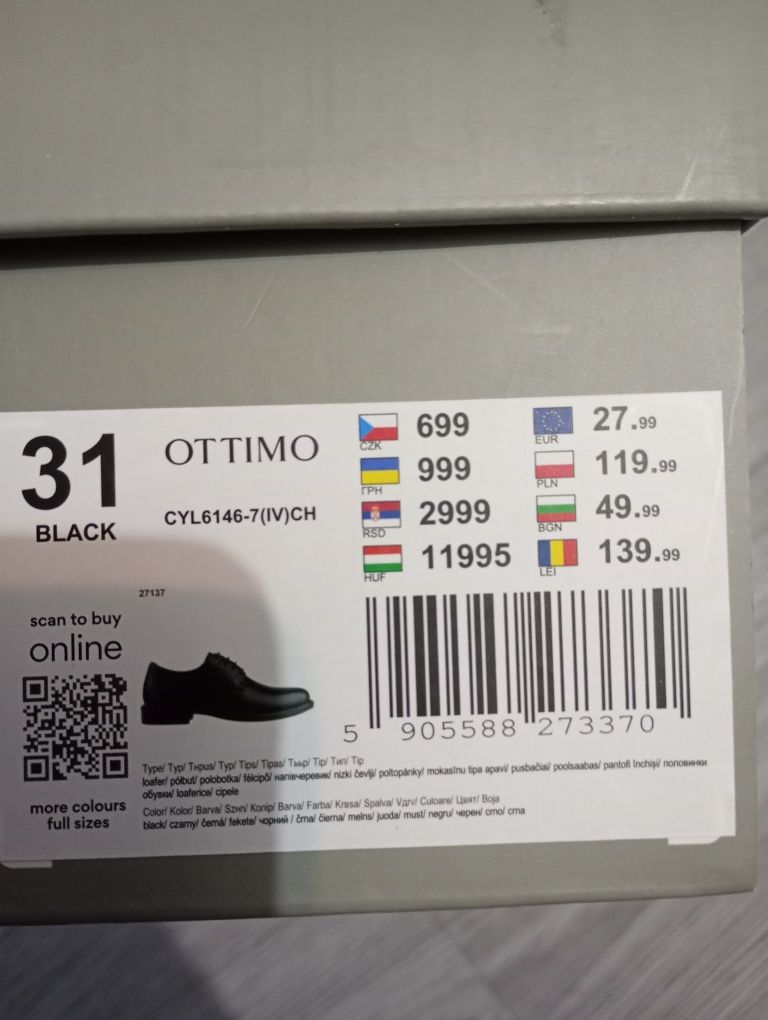 31
BLACK
OTTIMO
CYL6146-7(IV)CH
CZK 699
ГРН 999
RSD 2999
HUF 11995
EUR 27.99
PLN 119.99
BGN 49.99
LEI 139.99
27137
scan to buy
online
more colours
full sizes
5 905588 273370
Type/ Typ/ Típus/ Typ/ Tips/ Tipas/ Тьър/ Tip/ Тип/ Tip
loafer/ półbut/ polobotka/ félcipő/ напівчеревик/ nizki čevlji/ poltopánky/ mokasīnu tipa apavi/ pusbačiai/ poolsaabas/ pantofi închişi/ половинки
обувки/ loaferice/ cipele
Color/ Kolor/ Barva/ Szín/ Колір/ Barva/ Farba/ Krāsa/ Spalva/ Culoare/ Цвят/ Boja
black/ czarny/ černá/ fekete/ чорний / črna/ čierna/ melns/ juoda/ must/ negru/ черен/ crno/ crna